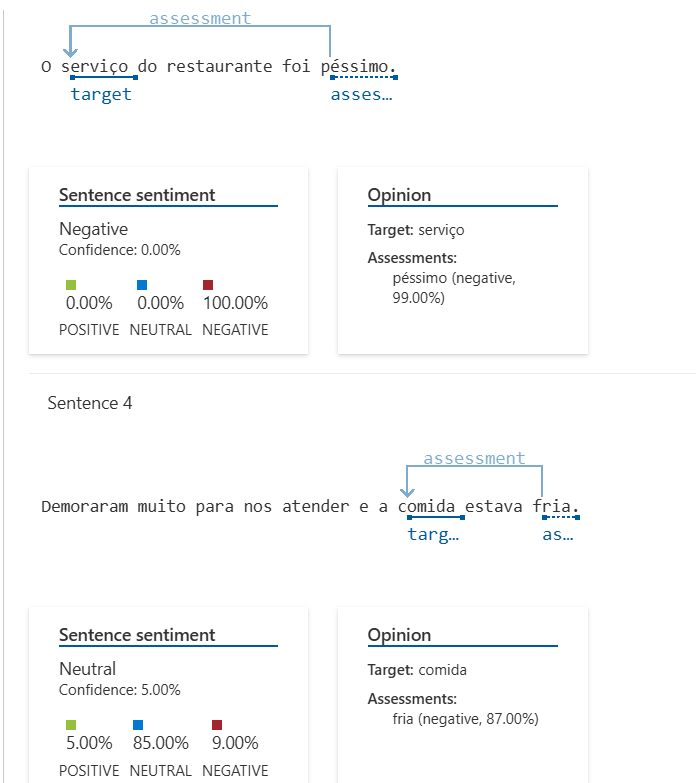 assessment
O serviço do restaurante foi péssimo.
target asses...
Sentence sentiment
Negative
Confidence: 0.00%
0.00% 0.00% 100.00%
POSITIVE NEUTRAL NEGATIVE
Opinion
Target: serviço
Assessments:
péssimo (negative,
99.00%)
Sentence 4
assessment
Demoraram muito para nos atender e a comida estava fria.
targ... as...
Sentence sentiment
Neutral
Confidence: 5.00%
5.00% 85.00% 9.00%
POSITIVE NEUTRAL NEGATIVE
Opinion
Target: comida
Assessments:
fria (negative, 87.00%)